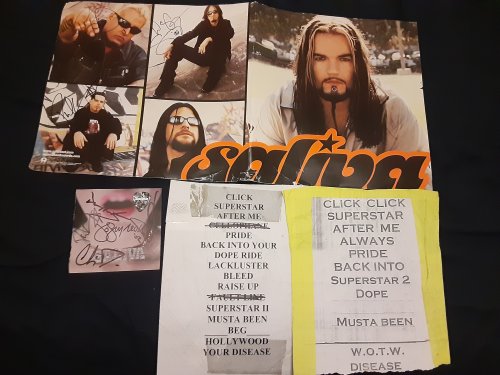 saliva
CLICK
SUPERSTAR
AFTER ME
CELLOPHANE
PRIDE
BACK INTO YOUR
DOPE RIDE
LACKLUSTER
BLEED
RAISE UP
FAULTLINE
SUPERSTAR II
MUSTA BEEN
BEG
HOLLYWOOD
YOUR DISEASE
CLICK CLICK
SUPERSTAR
AFTER ME
ALWAYS
PRIDE
BACK INTO
SUPERSTAR 2
DOPE
MUSTA BEEN
W.O.T.W.
DISEASE